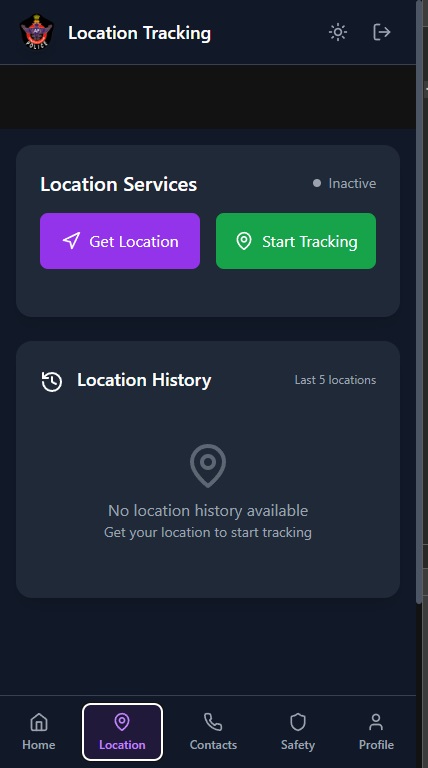 POLICE
Location Tracking
Location Services
Inactive
Get Location
Start Tracking
Location History
Last 5 locations
No location history available
Get your location to start tracking
Home
Location
Contacts
Safety
Profile